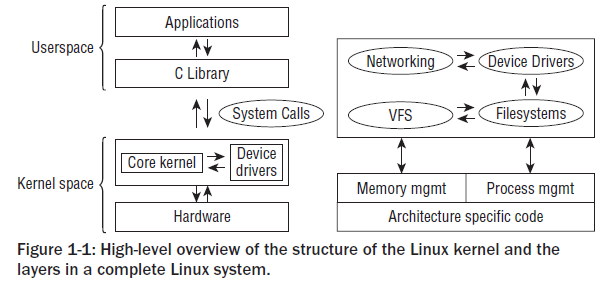 Applications
Userspace
C Library
System Calls
Core kernel
Device
drivers
Kernel space
Hardware
Networking
Device Drivers
VFS
Filesystems
Memory mgmt
Process mgmt
Architecture specific code
Figure 1-1: High-level overview of the structure of the Linux kernel and the
layers in a complete Linux system.